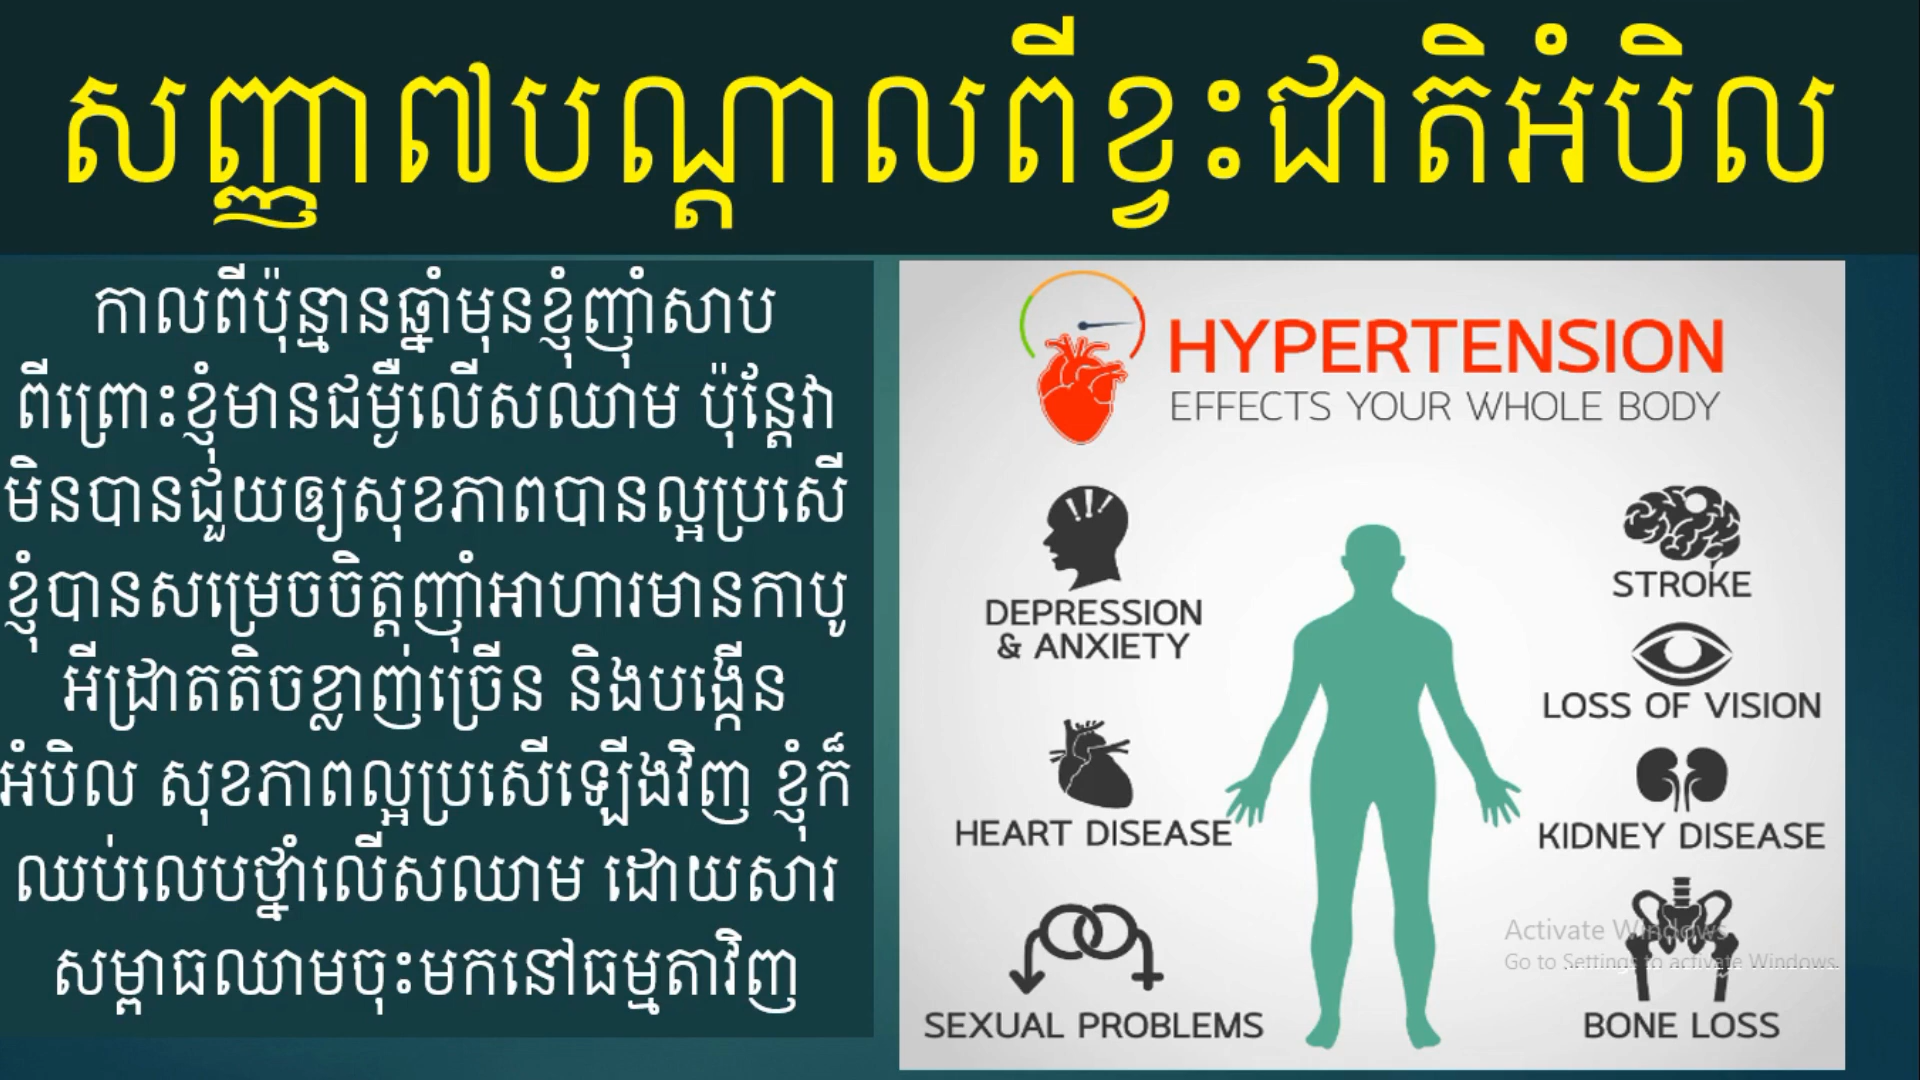 សញ្ញា៧បណ្តាលពីខ្វះជាតិអំបិល
កាលពីប៉ុន្មានឆ្នាំមុនខ្ញុំញ៉ាំសាប
ពីព្រោះខ្ញុំមានជម្ងឺលើសឈាម ប៉ុន្តែវា
មិនបានជួយឲ្យសុខភាពបានល្អប្រសើ
ខ្ញុំបានសម្រេចចិត្តញ៉ាំអាហារមានកាបូ
អីដ្រាតតិចខ្លាញ់ច្រើន និងបង្កើន
អំបិល សុខភាពល្អប្រសើឡើងវិញ ខ្ញុំក៏
ឈប់លេបថ្នាំលើសឈាម ដោយសារ
សម្ពាធឈាមចុះមកនៅធម្មតាវិញ
HYPERTENSION
EFFECTS YOUR WHOLE BODY
DEPRESSION
& ANXIETY
HEART DISEASE
SEXUAL PROBLEMS
STROKE
LOSS OF VISION
KIDNEY DISEASE
BONE LOSS
Activate Windows
Go to Settings to activate Windows.